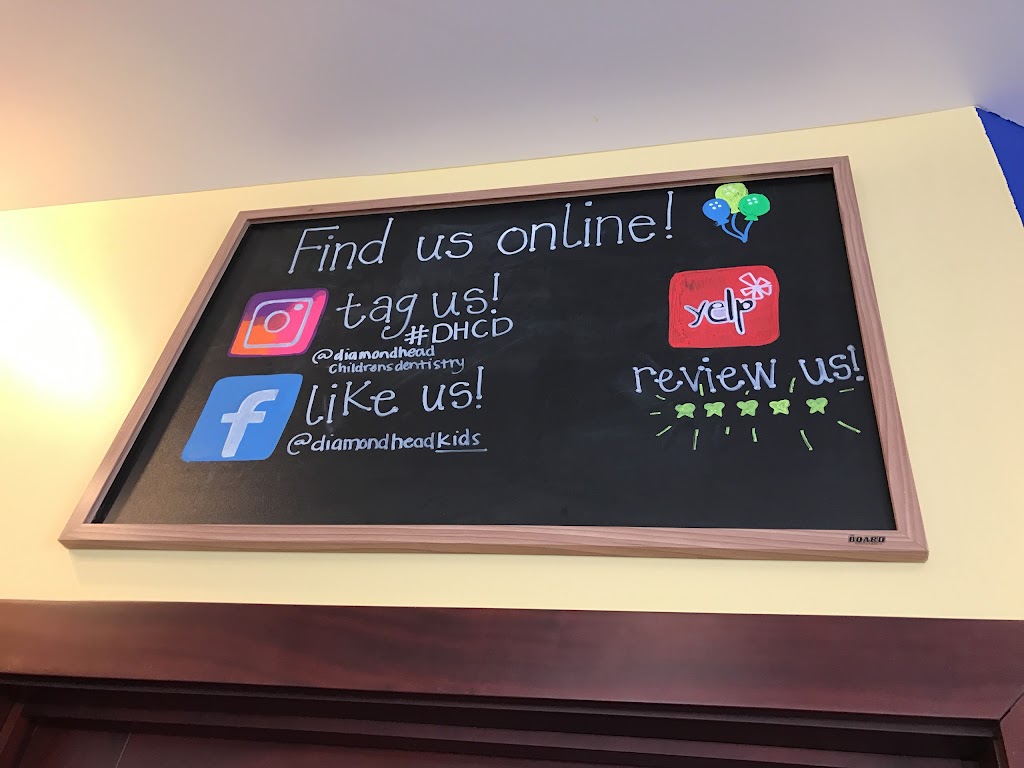 Find us online!
tag us!
#DHCD
@diamondhead
childrensdentistry
like us!
@diamondheadkids
yelp
review us!
BOARD